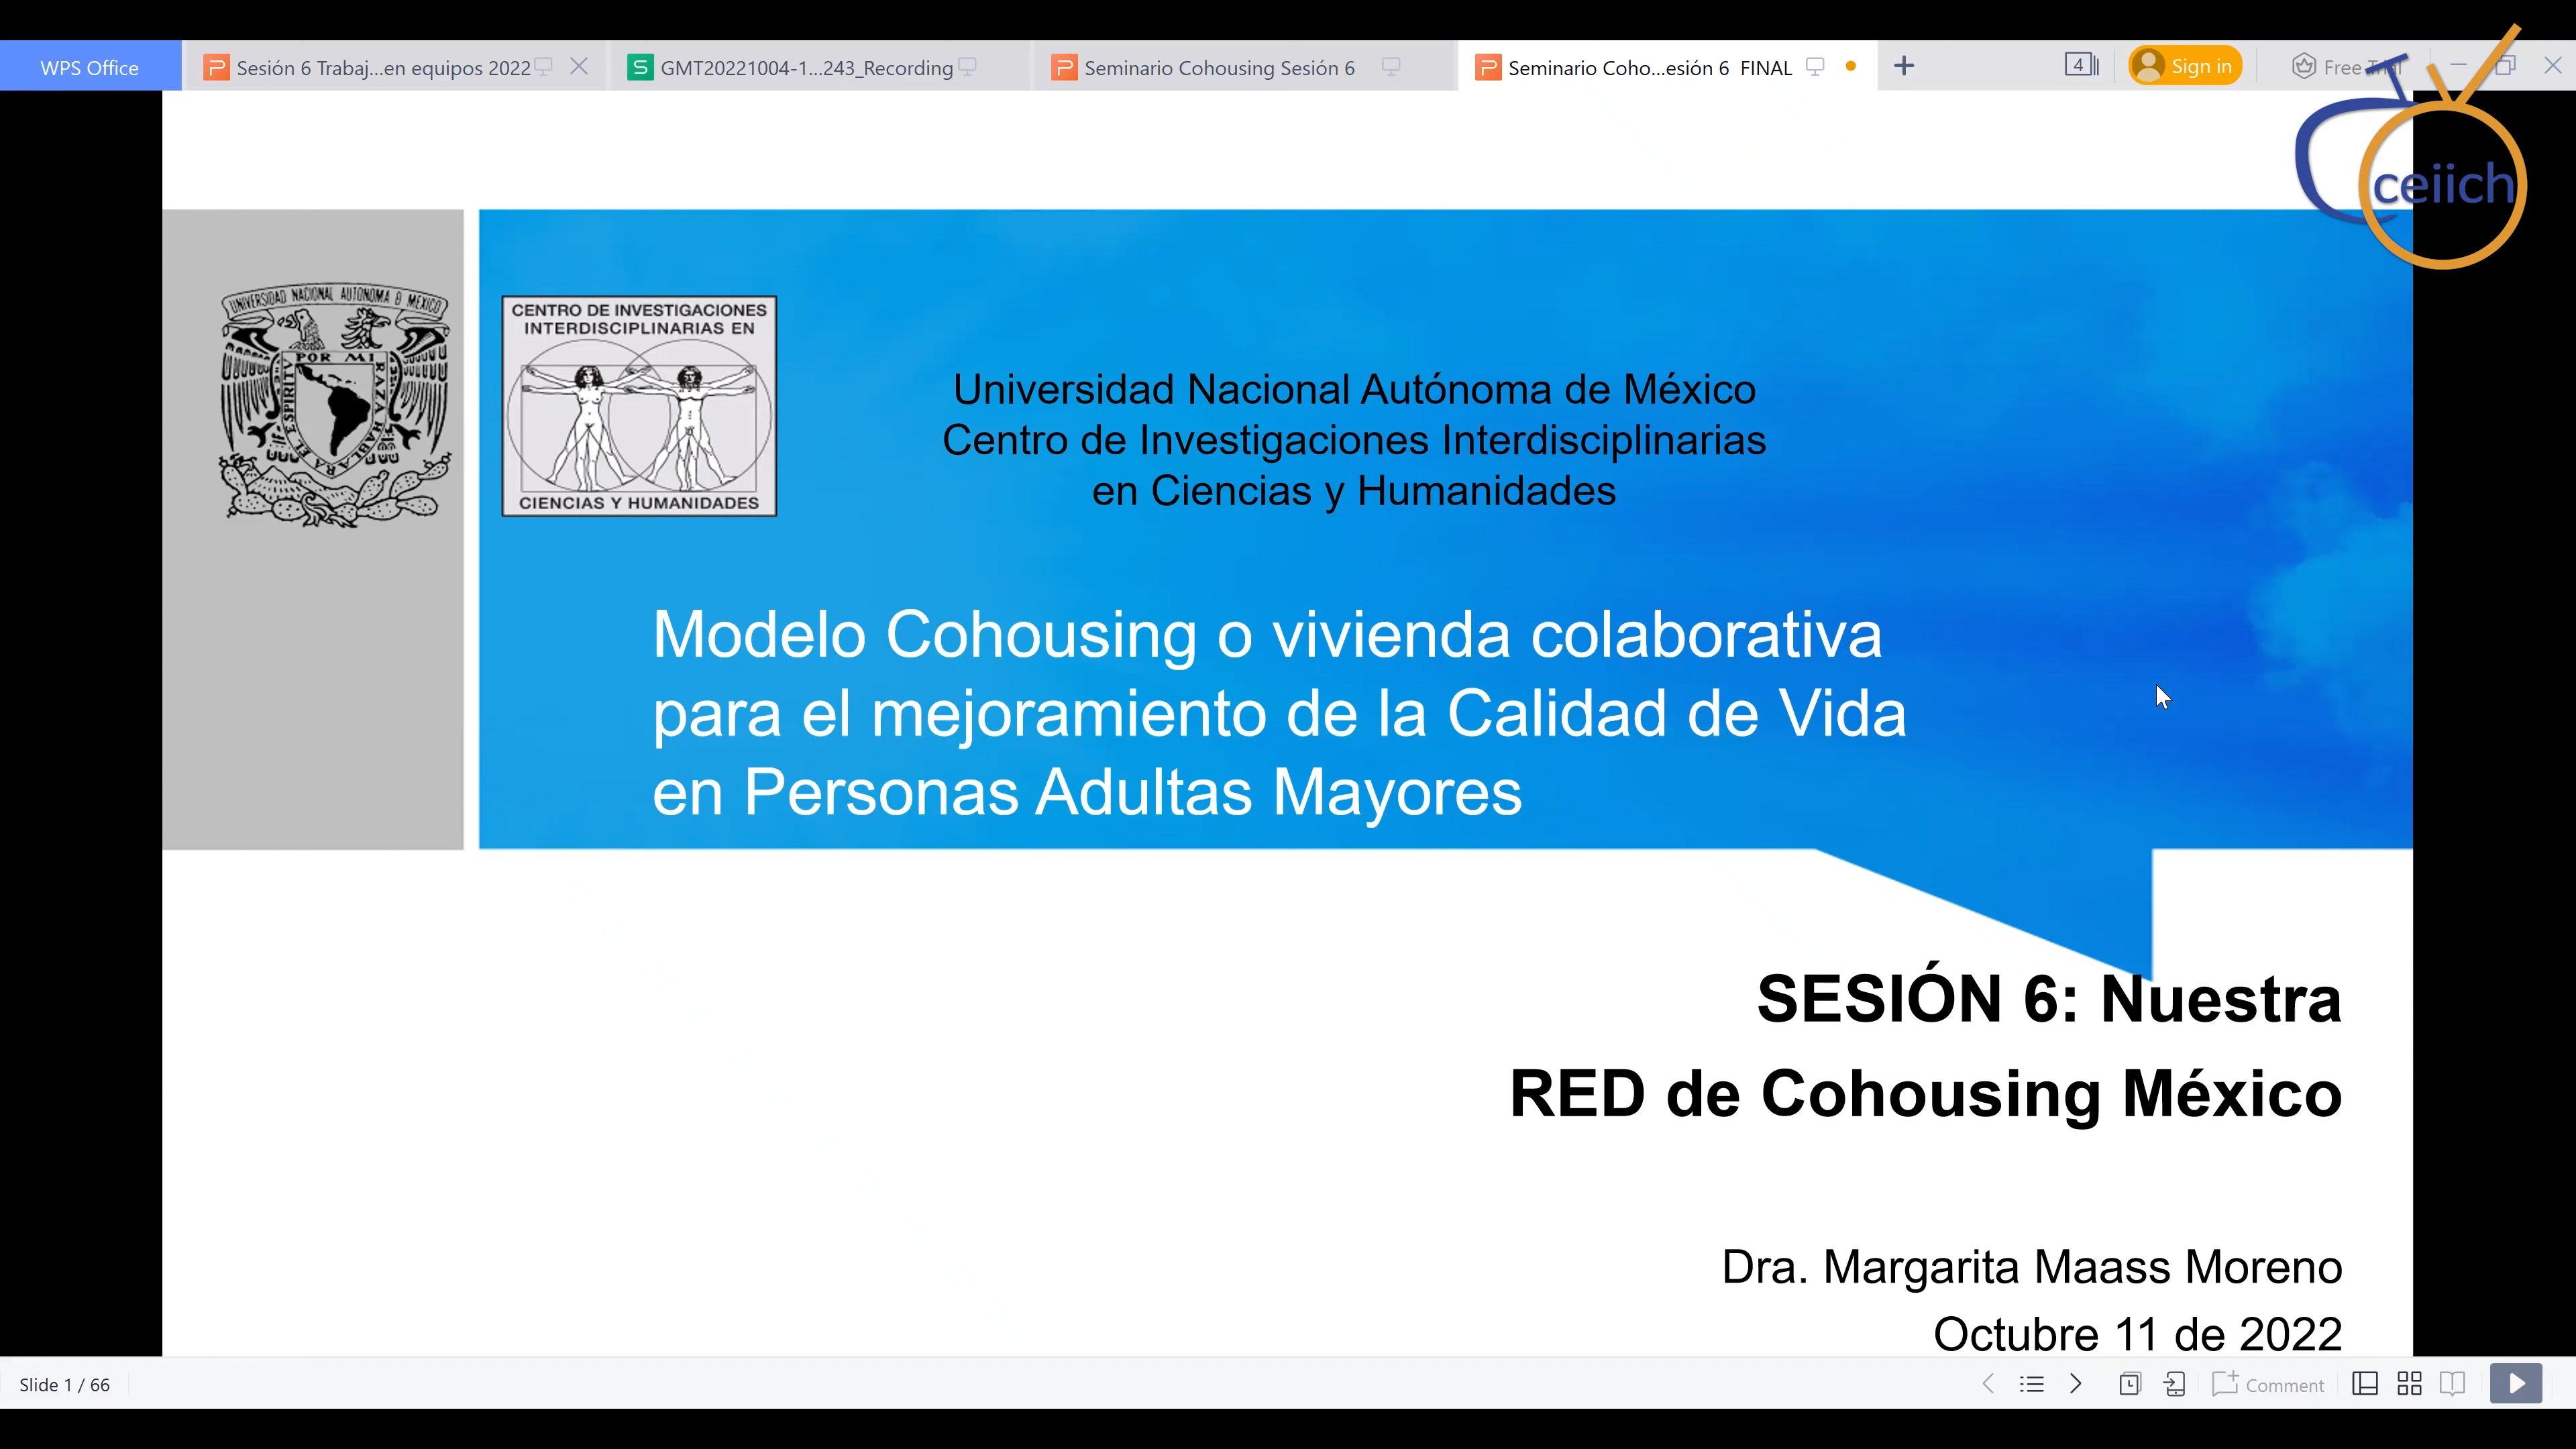 WPS Office
Sesión 6 Trabaj...en equipos 2022
GMT20221004-1...243_Recording
Seminario Cohousing Sesión 6
Seminario Coho...esión 6 FINAL
4
Sign in
Free Trial
TV
ceiich
UNIVERSIDAD NACIONAL AUTONOMA D MEXICO
POR MI RAZA HABLARA EL ESPIRITU
CENTRO DE INVESTIGACIONES
INTERDISCIPLINARIAS EN
CIENCIAS Y HUMANIDADES
Universidad Nacional Autónoma de México
Centro de Investigaciones Interdisciplinarias
en Ciencias y Humanidades
Modelo Cohousing o vivienda colaborativa
para el mejoramiento de la Calidad de Vida
en Personas Adultas Mayores
SESIÓN 6: Nuestra
RED de Cohousing México
Dra. Margarita Maass Moreno
Octubre 11 de 2022
Slide 1 / 66
Comment